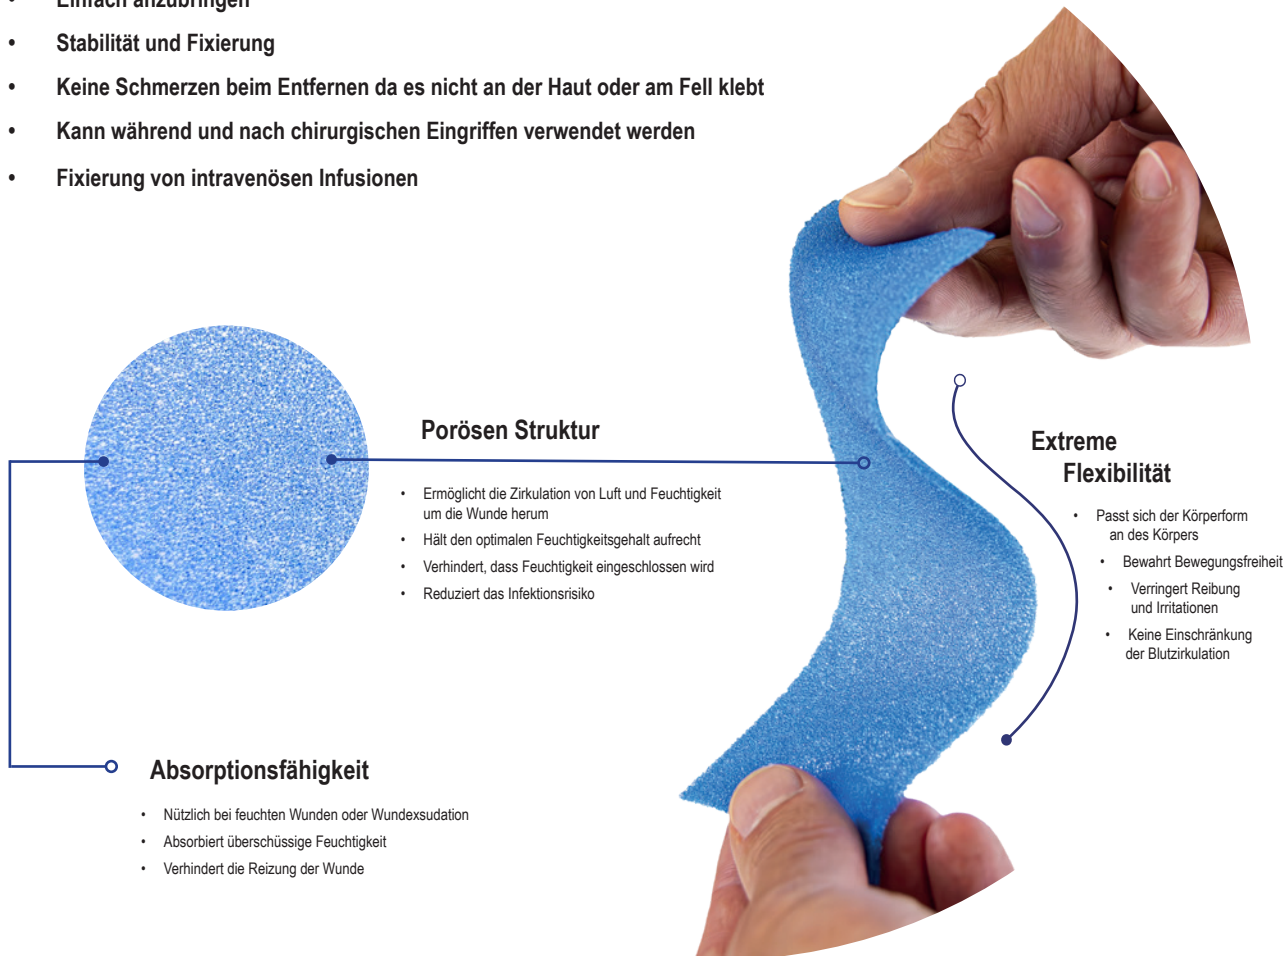 • Einfach anzubringen
• Stabilität und Fixierung
• Keine Schmerzen beim Entfernen da es nicht an der Haut oder am Fell klebt
• Kann während und nach chirurgischen Eingriffen verwendet werden
• Fixierung von intravenösen Infusionen
Porösen Struktur
• Ermöglicht die Zirkulation von Luft und Feuchtigkeit
um die Wunde herum
• Hält den optimalen Feuchtigkeitsgehalt aufrecht
• Verhindert, dass Feuchtigkeit eingeschlossen wird
• Reduziert das Infektionsrisiko
Extreme
Flexibilität
• Passt sich der Körperform
an des Körpers
• Bewahrt Bewegungsfreiheit
• Verringert Reibung
und Irritationen
• Keine Einschränkung
der Blutzirkulation
Absorptionsfähigkeit
• Nützlich bei feuchten Wunden oder Wundexsudation
• Absorbiert überschüssige Feuchtigkeit
• Verhindert die Reizung der Wunde